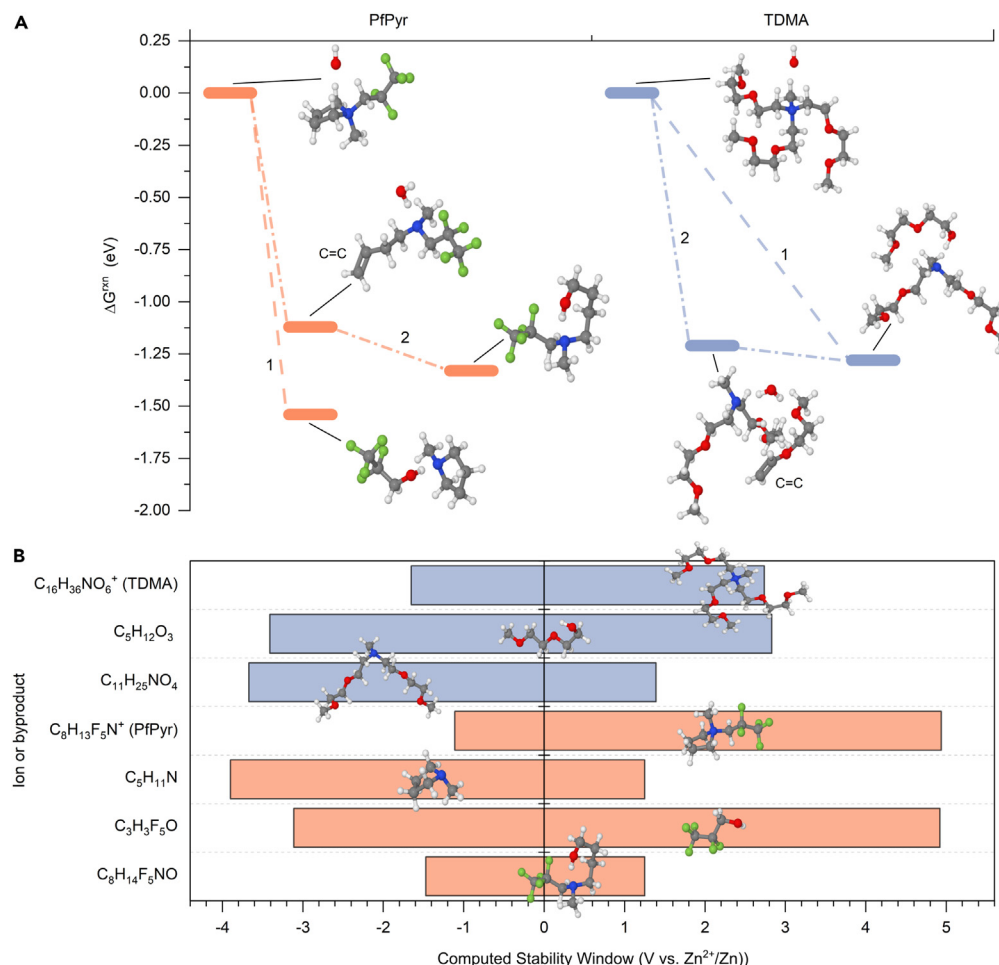 A
PfPyr
TDMA
0.25
0.00
-0.25
-0.50
-0.75
-1.00
-1.25
-1.50
-1.75
-2.00
ΔGʳˣⁿ (eV)
C=C
2
1
2
1
C=C
B
C₁₆H₃₆NO₆⁺ (TDMA)
C₅H₁₂O₃
C₁₁H₂₅NO₄
C₈H₁₃F₅N⁺ (PfPyr)
C₅H₁₁N
C₃H₃F₅O
C₈H₁₄F₅NO
Ion or byproduct
-4 -3 -2 -1 0 1 2 3 4 5
Computed Stability Window (V vs. Zn²⁺/Zn))